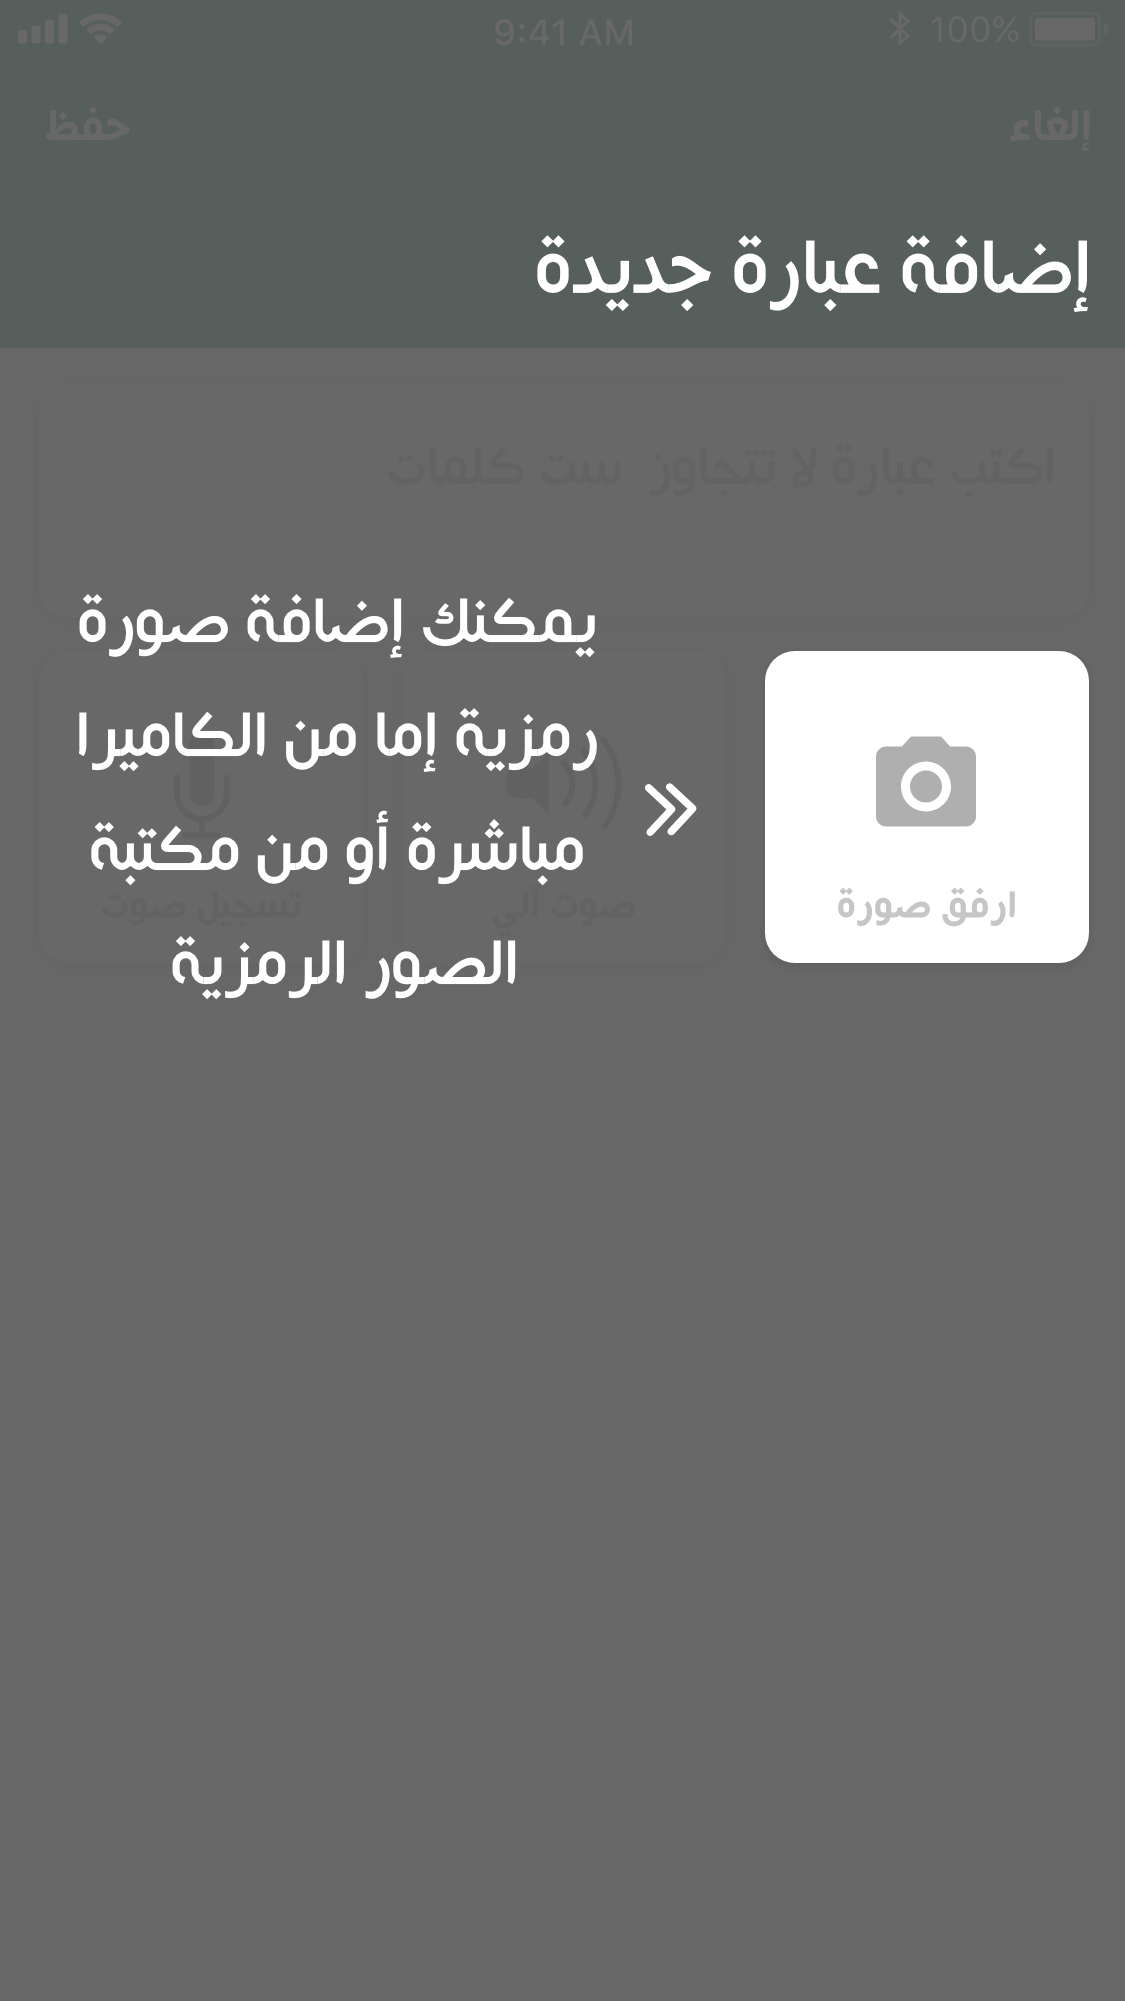 9:41 AM
100%
إلغاء
حفظ
إضافة عبارة جديدة
اكتب عبارة لا تتجاوز ست كلمات
يمكنك إضافة صورة
رمزية إما من الكاميرا
مباشرة أو من مكتبة
الصور الرمزية
ارفق صورة
صوت آلي
تسجيل صوت